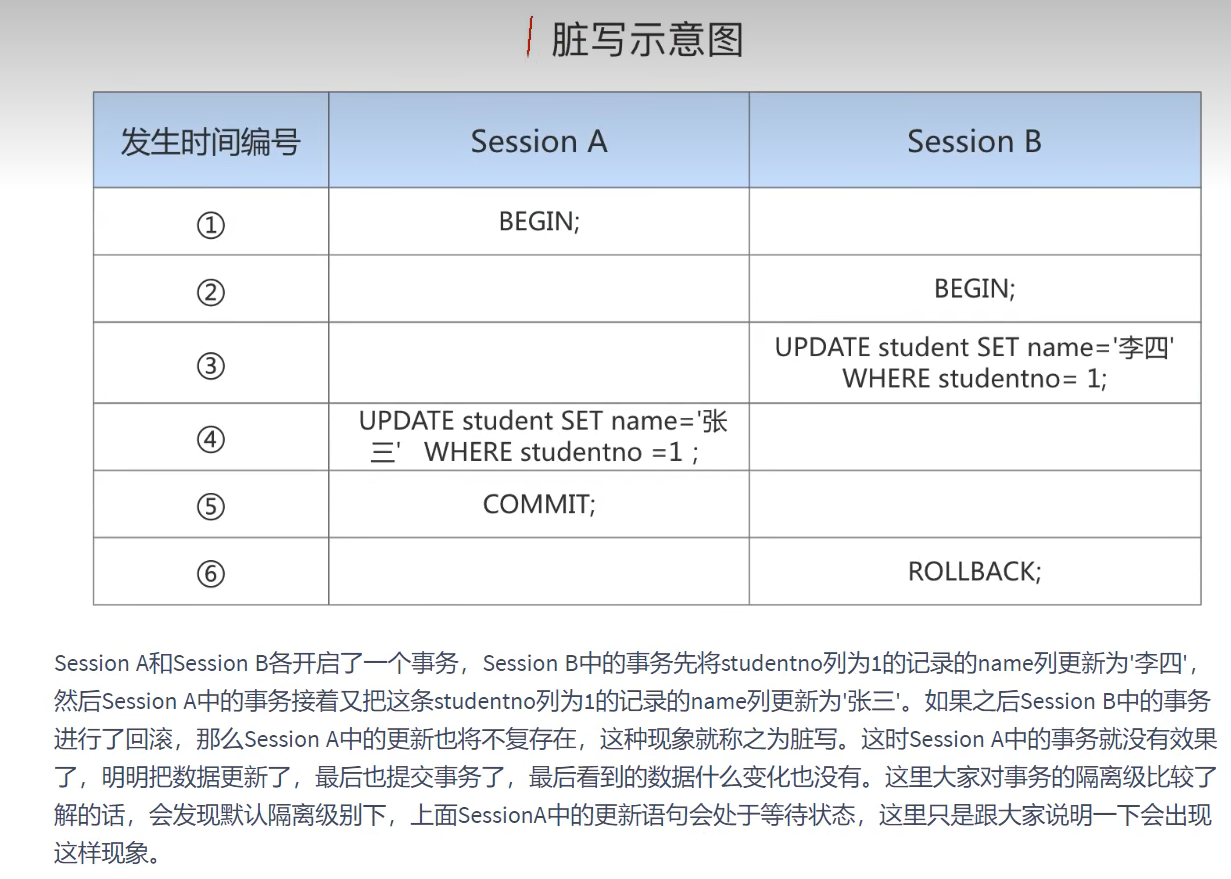 脏写示意图
发生时间编号 Session A Session B
① BEGIN;
② BEGIN;
③ UPDATE student SET name='李四'
WHERE studentno= 1;
④ UPDATE student SET name='张
三' WHERE studentno =1 ;
⑤ COMMIT;
⑥ ROLLBACK;
Session A和Session B各开启了一个事务，Session B中的事务先将studentno列为1的记录的name列更新为'李四'，
然后Session A中的事务接着又把这条studentno列为1的记录的name列更新为'张三'。如果之后Session B中的事务
进行了回滚，那么Session A中的更新也将不复存在，这种现象就称之为脏写。这时Session A中的事务就没有效果
了，明明把数据更新了，最后也提交事务了，最后看到的数据什么变化也没有。这里大家对事务的隔离级比较了
解的话，会发现默认隔离级别下，上面SessionA中的更新语句会处于等待状态，这里只是跟大家说明一下会出现
这样现象。